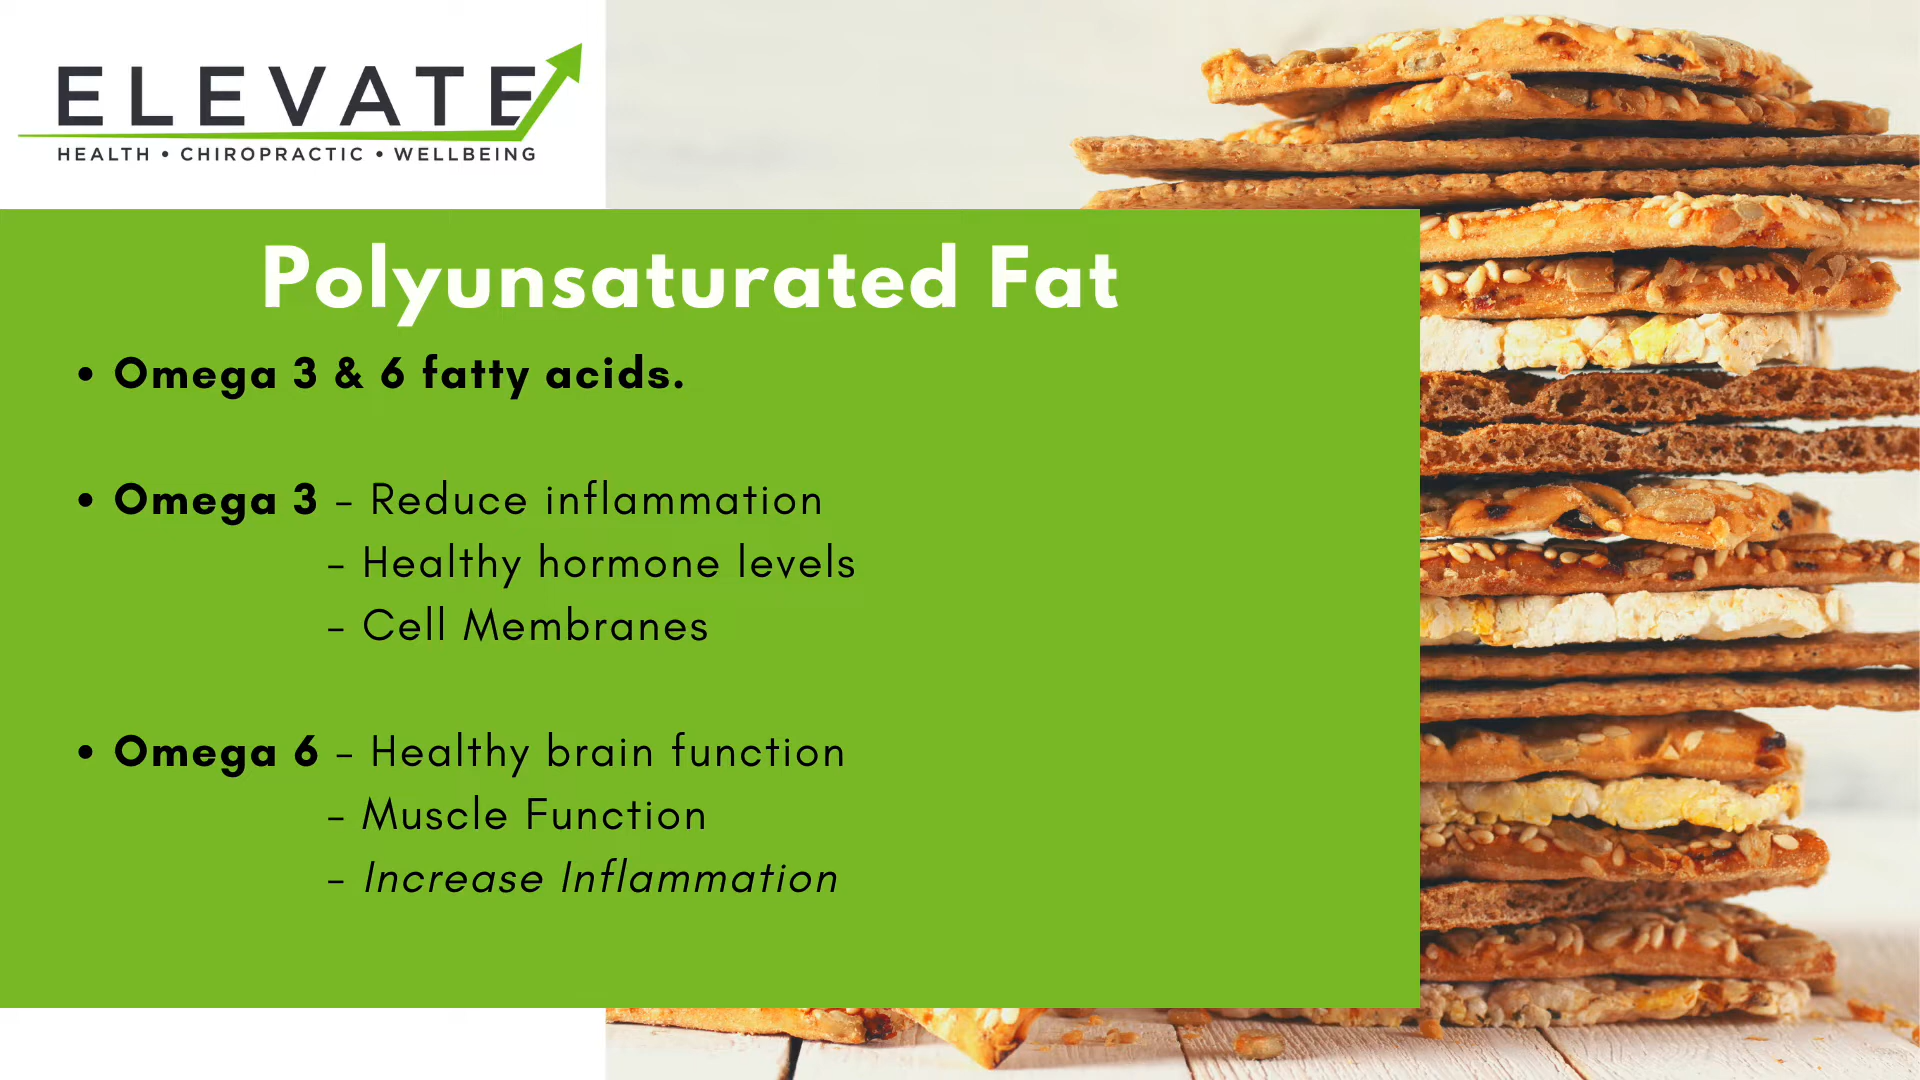 ELEVATE
HEALTH • CHIROPRACTIC • WELLBEING
Polyunsaturated Fat
• Omega 3 & 6 fatty acids.
• Omega 3 – Reduce inflammation
– Healthy hormone levels
– Cell Membranes
• Omega 6 – Healthy brain function
– Muscle Function
– Increase Inflammation